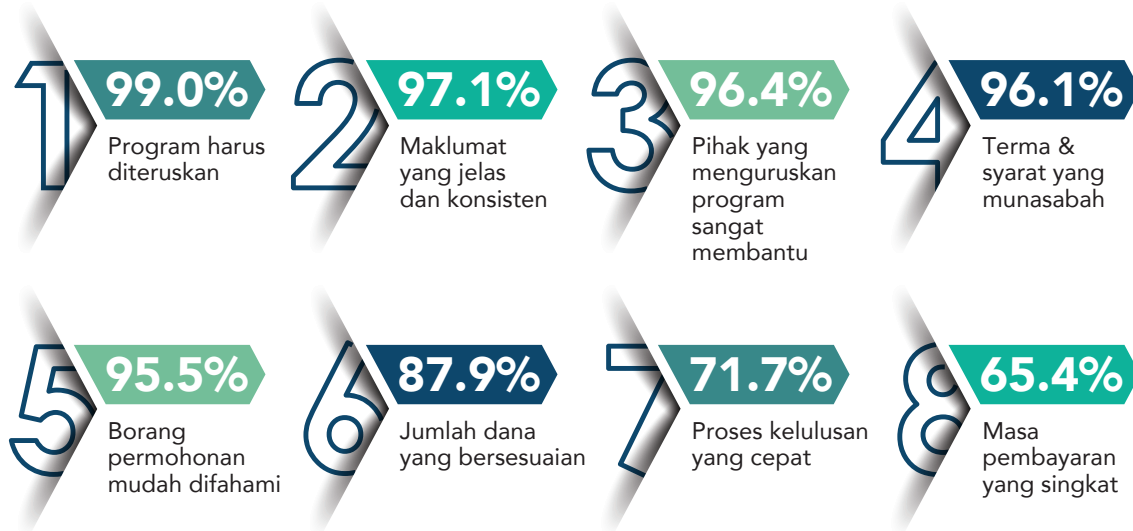 1
99.0%
Program harus
diteruskan
2
97.1%
Maklumat
yang jelas
dan konsisten
3
96.4%
Pihak yang
menguruskan
program
sangat
membantu
4
96.1%
Terma &
syarat yang
munasabah
5
95.5%
Borang
permohonan
mudah difahami
6
87.9%
Jumlah dana
yang bersesuaian
7
71.7%
Proses kelulusan
yang cepat
8
65.4%
Masa
pembayaran
yang singkat